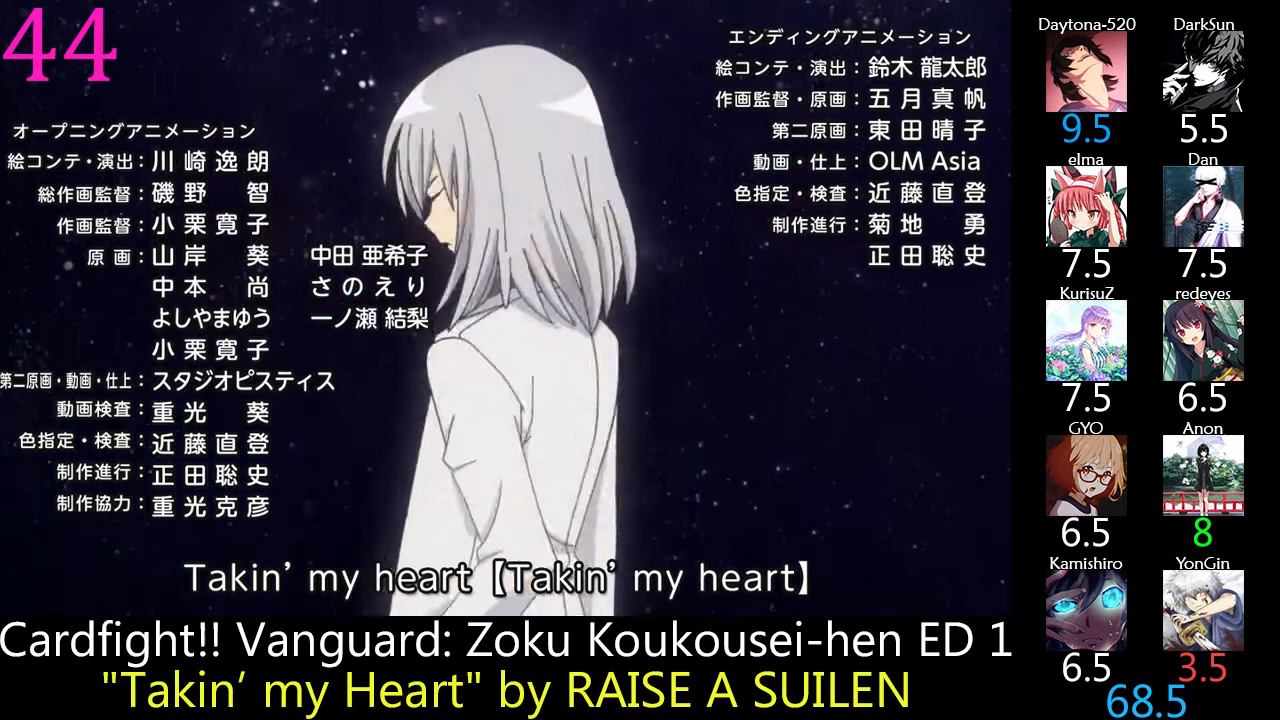 44
オープニングアニメーション
絵コンテ・演出：川崎逸朗
総作画監督：磯野 智
作画監督：小栗寛子
原 画：山岸 葵 中田 亜希子
中本 尚 さのえり
よしやまゆう 一ノ瀬 結梨
小栗寛子
第二原画・動画・仕上：スタジオピスティス
動画検査：重光 葵
色指定・検査：近藤直登
制作進行：正田聡史
制作協力：重光克彦
エンディングアニメーション
絵コンテ・演出：鈴木 龍太郎
作画監督・原画：五月真帆
第二原画：東田晴子
動画・仕上：OLM Asia
色指定・検査：近藤直登
制作進行：菊地 勇
正田聡史
Takin’ my heart【Takin’ my heart】
Cardfight!! Vanguard: Zoku Koukousei-hen ED 1
"Takin’ my Heart" by RAISE A SUILEN
Daytona-520 DarkSun
9.5 5.5
elma Dan
7.5 7.5
KurisuZ redeyes
7.5 6.5
GYO Anon
6.5 8
Kamishiro YonGin
6.5 3.5
68.5